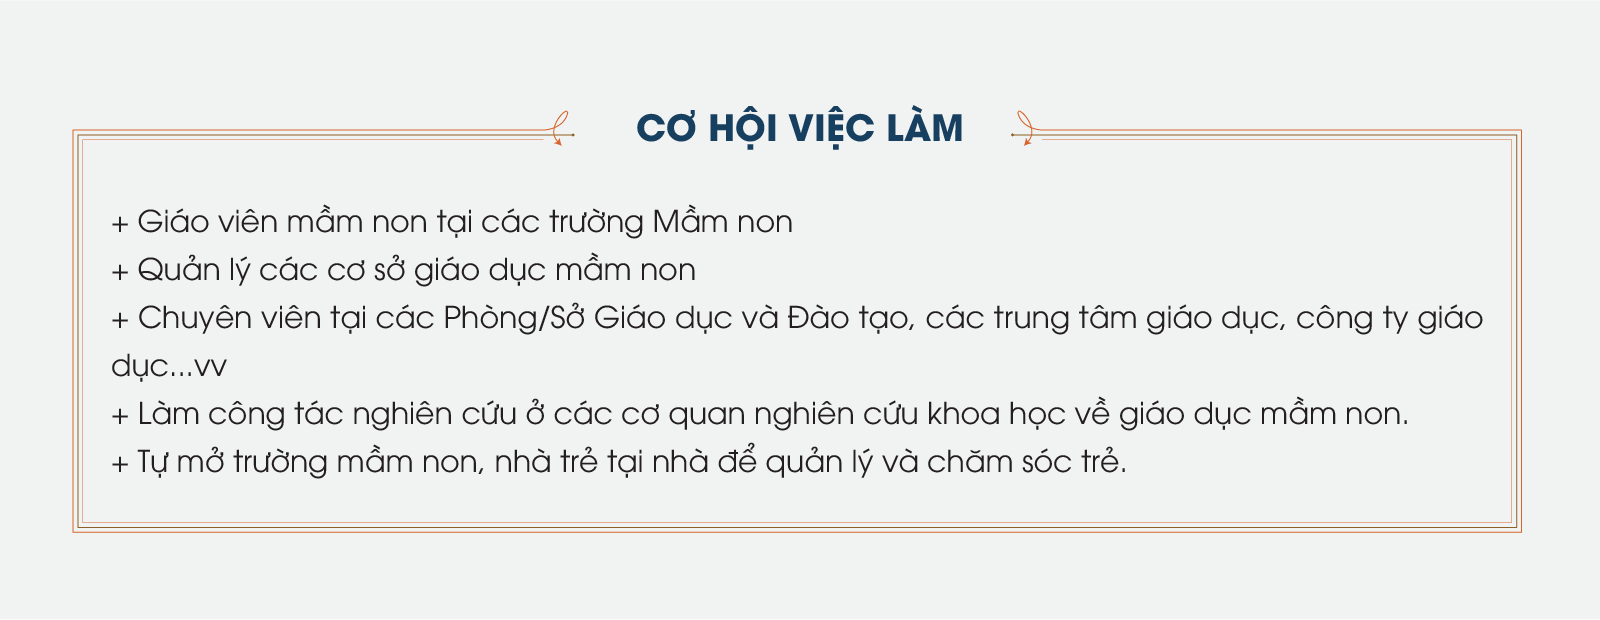 CƠ HỘI VIỆC LÀM
+ Giáo viên mầm non tại các trường Mầm non
+ Quản lý các cơ sở giáo dục mầm non
+ Chuyên viên tại các Phòng/Sở Giáo dục và Đào tạo, các trung tâm giáo dục, công ty giáo
dục...vv
+ Làm công tác nghiên cứu ở các cơ quan nghiên cứu khoa học về giáo dục mầm non.
+ Tự mở trường mầm non, nhà trẻ tại nhà để quản lý và chăm sóc trẻ.